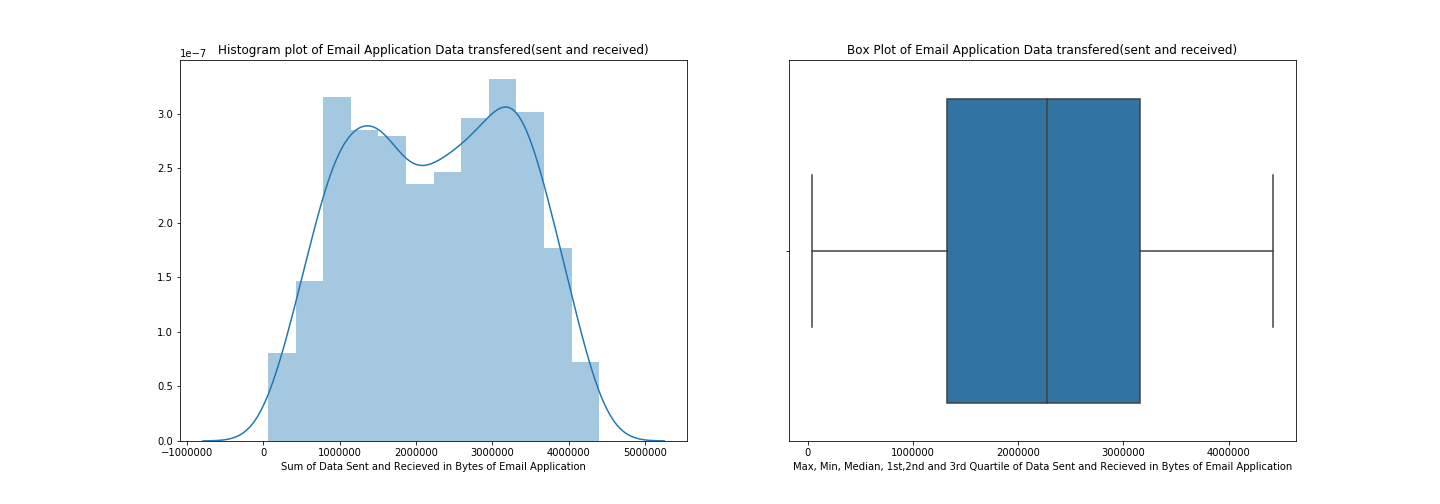 Histogram plot of Email Application Data transfered(sent and received)
1e−7
3.0
2.5
2.0
1.5
1.0
0.5
0.0
−1000000 0 1000000 2000000 3000000 4000000 5000000
Sum of Data Sent and Recieved in Bytes of Email Application
Box Plot of Email Application Data transfered(sent and received)
0 1000000 2000000 3000000 4000000
Max, Min, Median, 1st,2nd and 3rd Quartile of Data Sent and Recieved in Bytes of Email Application